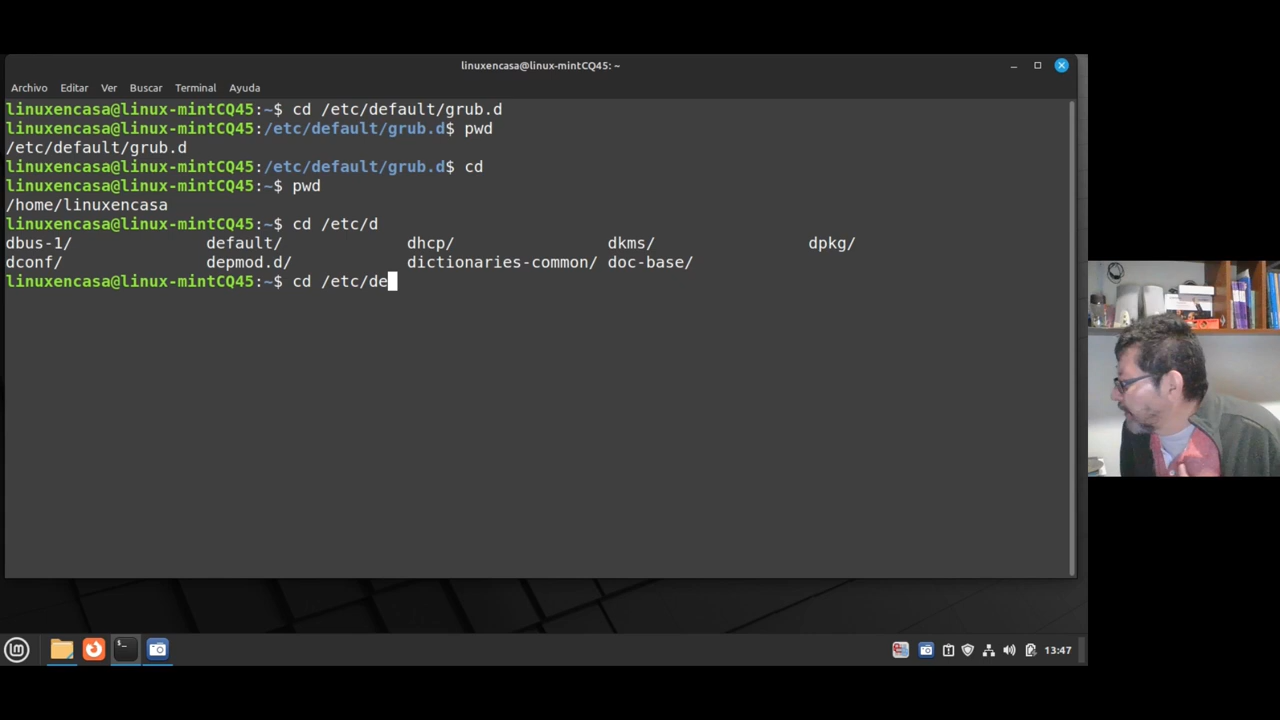 linuxencasa@linux-mintCQ45: ~
Archivo Editar Ver Buscar Terminal Ayuda
linuxencasa@linux-mintCQ45:~$ cd /etc/default/grub.d
linuxencasa@linux-mintCQ45:/etc/default/grub.d$ pwd
/etc/default/grub.d
linuxencasa@linux-mintCQ45:/etc/default/grub.d$ cd
linuxencasa@linux-mintCQ45:~$ pwd
/home/linuxencasa
linuxencasa@linux-mintCQ45:~$ cd /etc/d
dbus-1/ default/ dhcp/ dkms/ dpkg/
dconf/ depmod.d/ dictionaries-common/ doc-base/
linuxencasa@linux-mintCQ45:~$ cd /etc/de
13:47